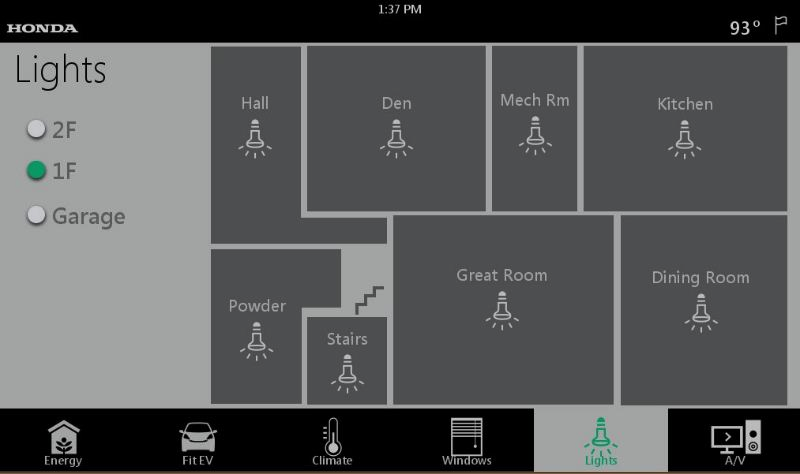 1:37 PM
HONDA
93°
Lights
2F
1F
Garage
Hall
Den
Mech Rm
Kitchen
Great Room
Dining Room
Powder
Stairs
Energy
Fit EV
Climate
Windows
Lights
A/V